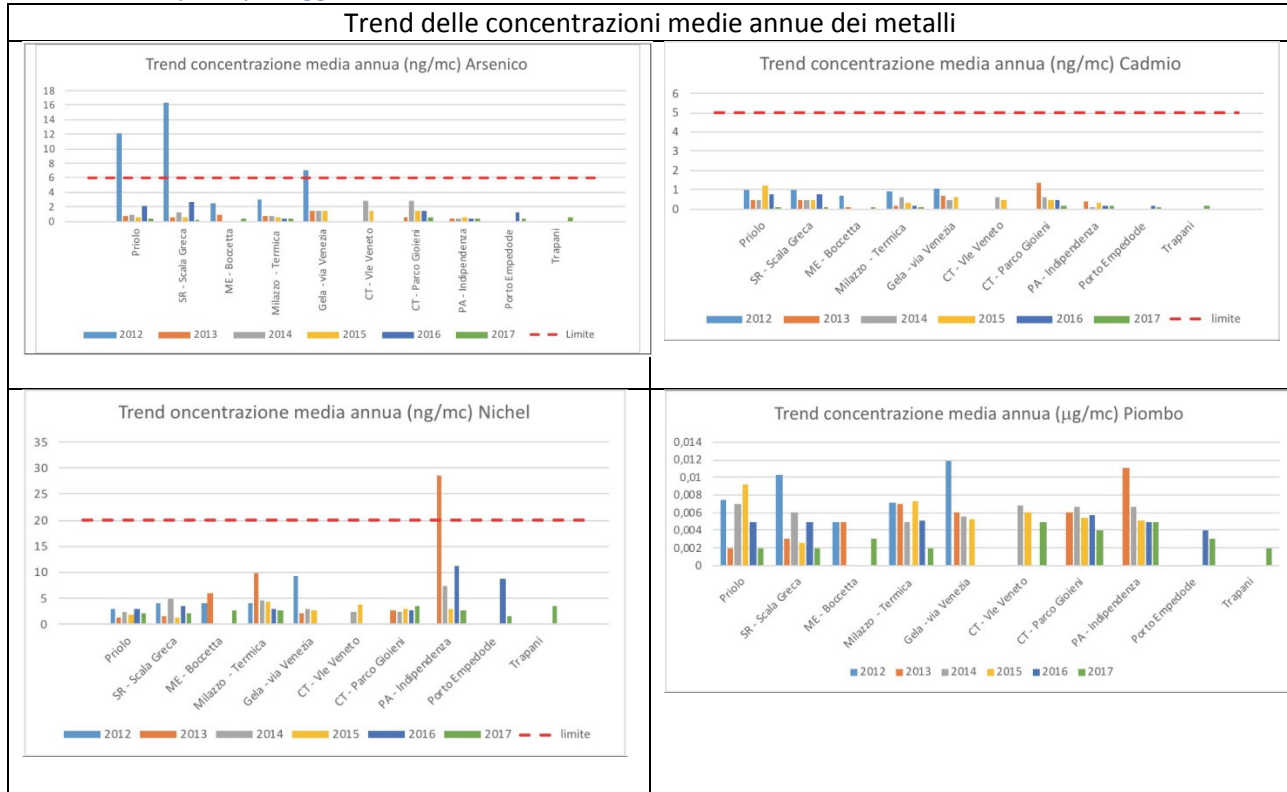 Trend delle concentrazioni medie annue dei metalli
Trend concentrazione media annua (ng/mc) Arsenico
18
16
14
12
10
8
6
4
2
0
Priolo
SR - Scala Greca
ME - Boccetta
Milazzo - Termica
Gela - via Venezia
CT - Vle Veneto
CT - Parco Gioieni
PA - Indipendenza
Porto Empedode
Trapani
2012 2013 2014 2015 2016 2017 Limite
Trend concentrazione media annua (ng/mc) Cadmio
6
5
4
3
2
1
0
Priolo
SR - Scala Greca
ME - Boccetta
Milazzo - Termica
Gela - via Venezia
CT - Vle Veneto
CT - Parco Gioieni
PA - Indipendenza
Porto Empedode
Trapani
2012 2013 2014 2015 2016 2017 limite
Trend oncentrazione media annua (ng/mc) Nichel
35
30
25
20
15
10
5
0
Priolo
SR - Scala Greca
ME - Boccetta
Milazzo - Termica
Gela - via Venezia
CT - Vle Veneto
CT - Parco Gioieni
PA - Indipendenza
Porto Empedode
Trapani
2012 2013 2014 2015 2016 2017 limite
Trend concentrazione media annua (µg/mc) Piombo
0,014
0,012
0,01
0,008
0,006
0,004
0,002
0
Priolo
SR - Scala Greca
ME - Boccetta
Milazzo - Termica
Gela - via Venezia
CT - Vle Veneto
CT - Parco Gioieni
PA - Indipendenza
Porto Empedode
Trapani
2012 2013 2014 2015 2016 2017